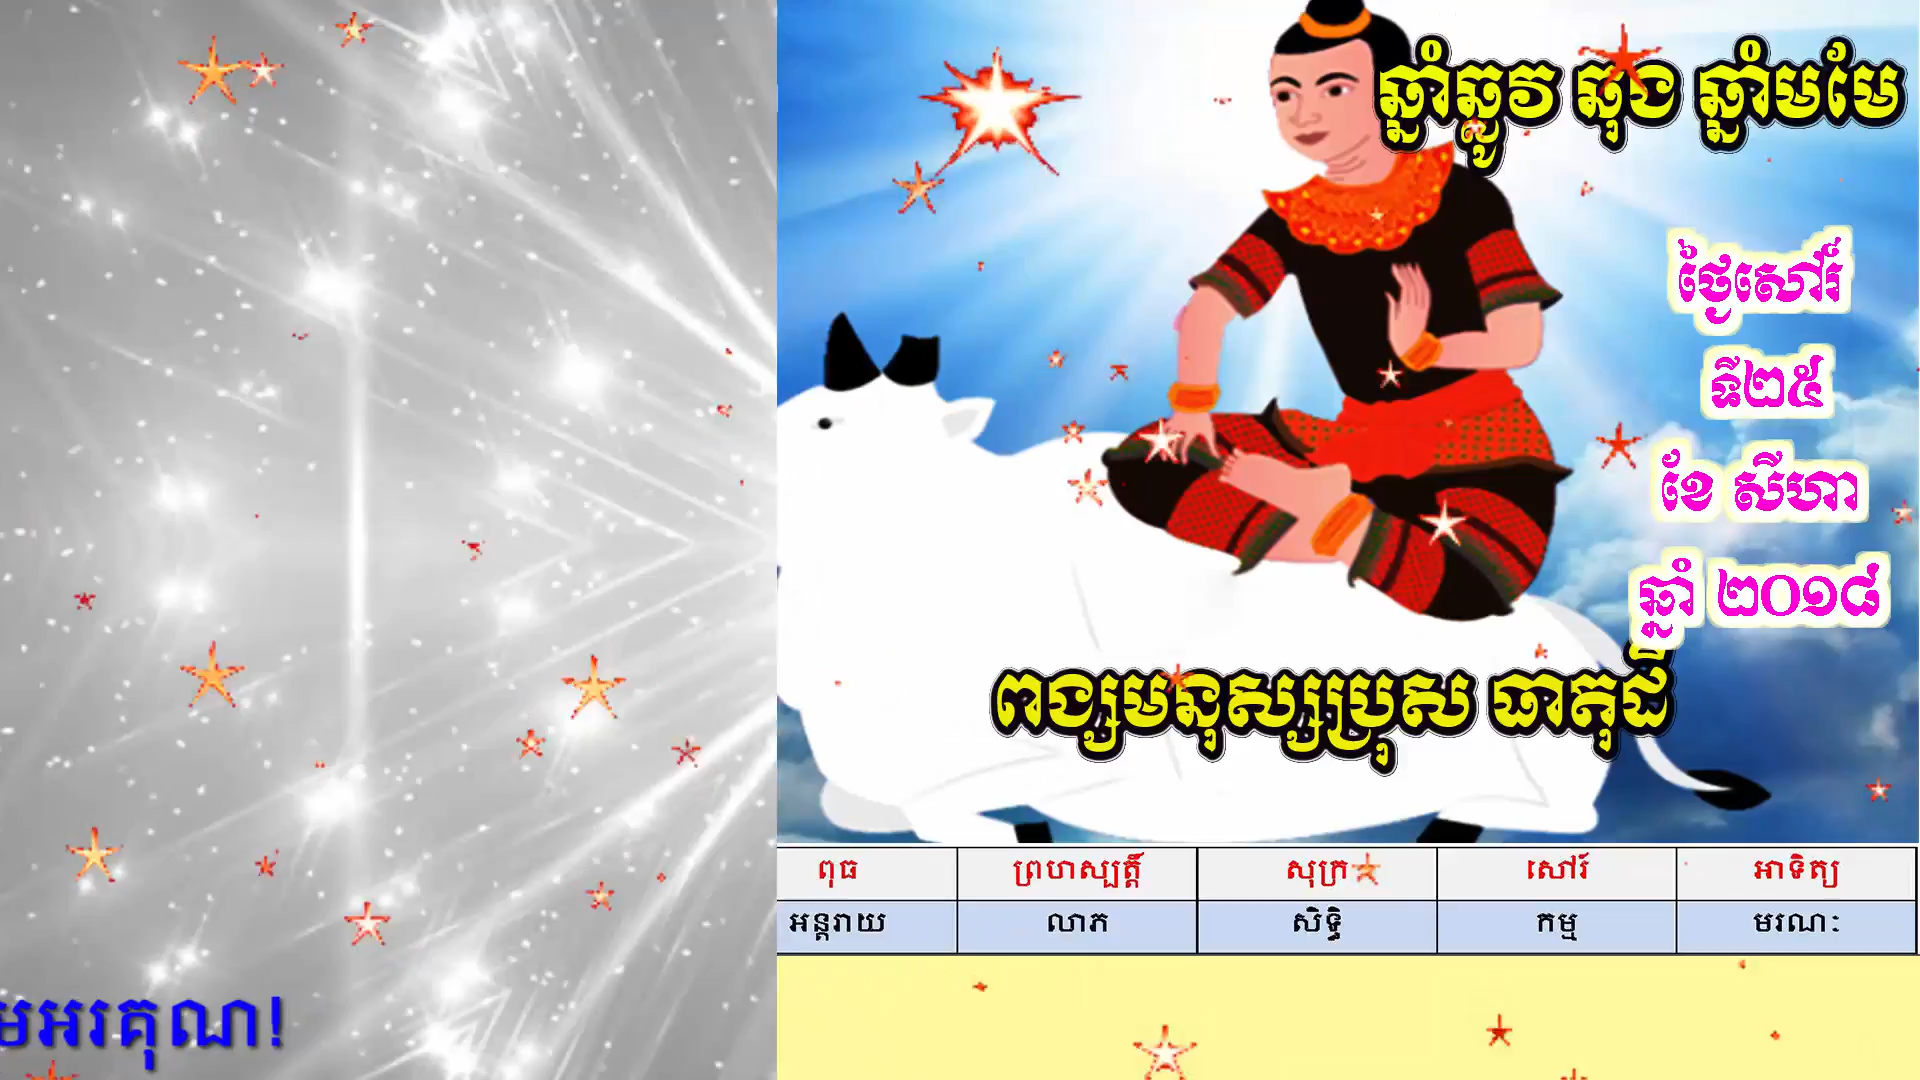 ឆ្នាំឆ្លូវ ឆុង ឆ្នាំមមែ
ថ្ងៃសៅរ៍
ទី២៥
ខែ សីហា
ឆ្នាំ ២០១៨
ពង្សមនុស្សប្រុស ធាតុដី
ពុធ ព្រហស្បត្តិ៍ សុក្រ សៅរ៍ អាទិត្យ
អន្តរាយ លាភ សិទ្ធិ កម្ម មរណៈ
មអរគុណ!